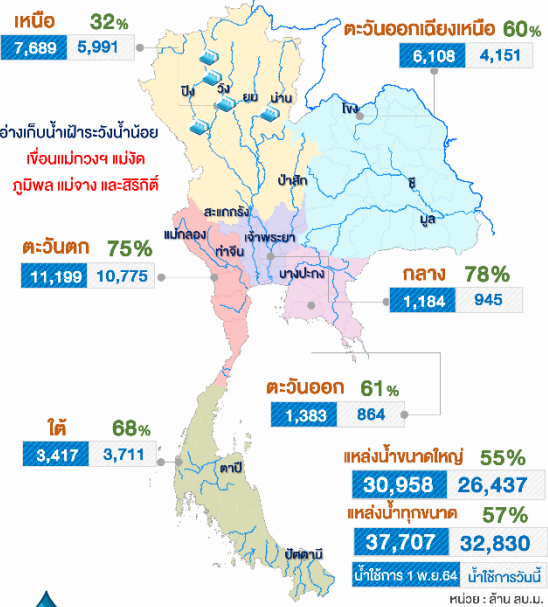 เหนือ 32%
7,689 5,991
ตะวันออกเฉียงเหนือ 60%
6,108 4,151
ปิง
วัง
ยม
น่าน
โขง
อ่างเก็บน้ำเฝ้าระวังน้ำน้อย
เขื่อนแม่กวงฯ แม่งัด
ภูมิพล แม่จาง และสิริกิติ์
ป่าสัก
ชี
มูล
สะแกกรัง
แม่กลอง
เจ้าพระยา
ท่าจีน
บางปะกง
ตะวันตก 75%
11,199 10,775
กลาง 78%
1,184 945
ตะวันออก 61%
1,383 864
ใต้ 68%
3,417 3,711
ตาปี
ปัตตานี
แหล่งน้ำขนาดใหญ่ 55%
30,958 26,437
แหล่งน้ำทุกขนาด 57%
37,707 32,830
น้ำใช้การ 1 พ.ย.64 น้ำใช้การวันนี้
หน่วย : ล้าน ลบ.ม.